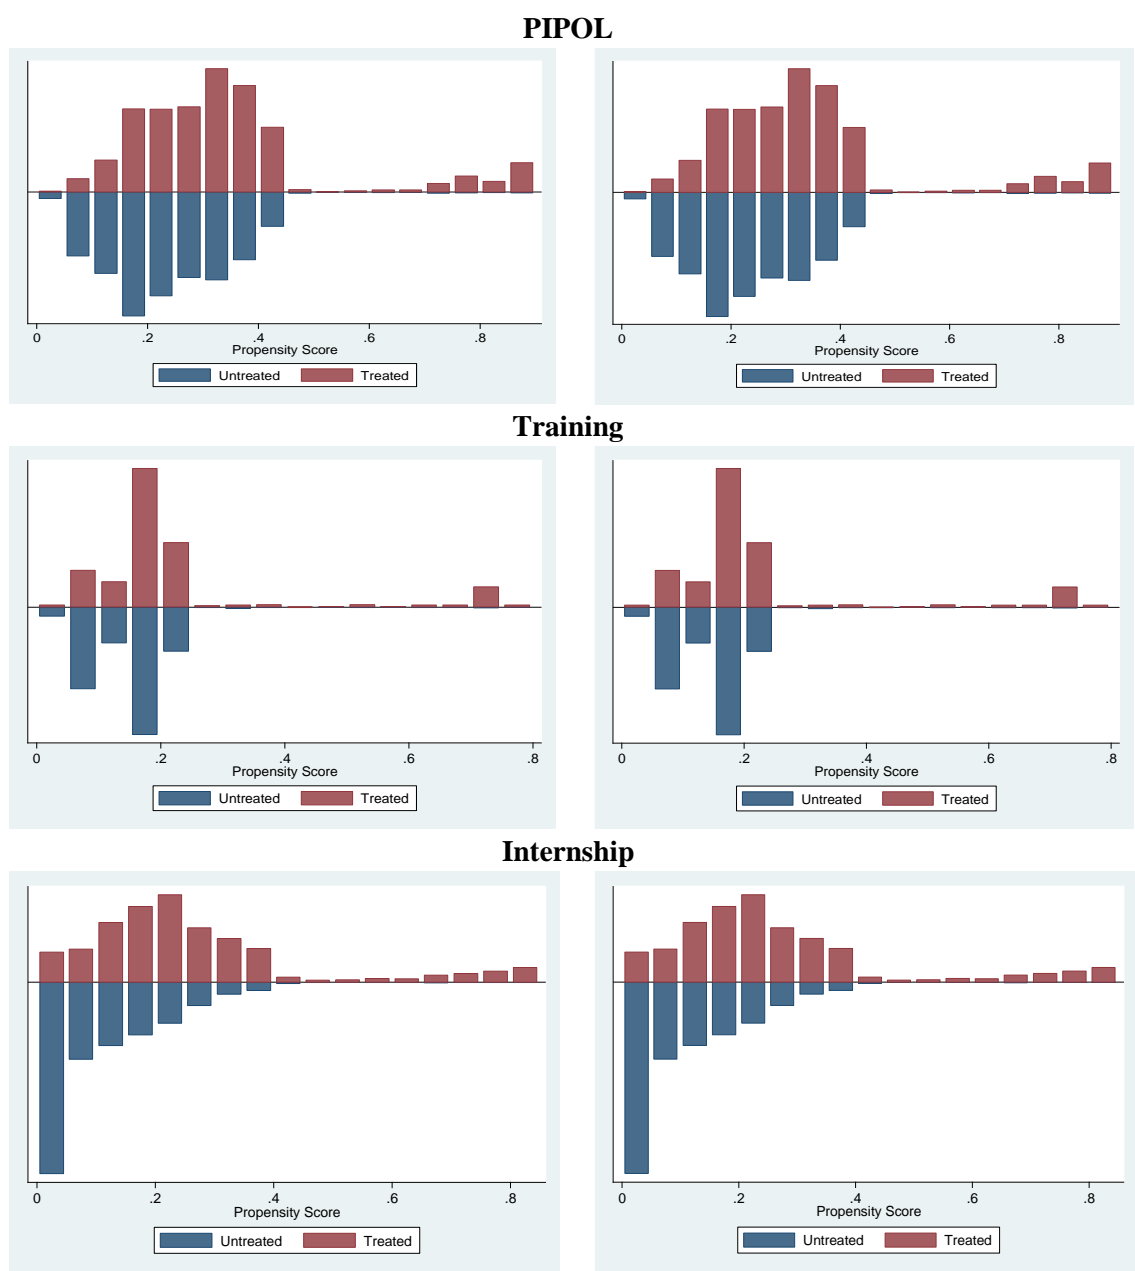 PIPOL
0 .2 .4 .6 .8
Propensity Score
Untreated Treated
0 .2 .4 .6 .8
Propensity Score
Untreated Treated
Training
0 .2 .4 .6 .8
Propensity Score
Untreated Treated
0 .2 .4 .6 .8
Propensity Score
Untreated Treated
Internship
0 .2 .4 .6 .8
Propensity Score
Untreated Treated
0 .2 .4 .6 .8
Propensity Score
Untreated Treated